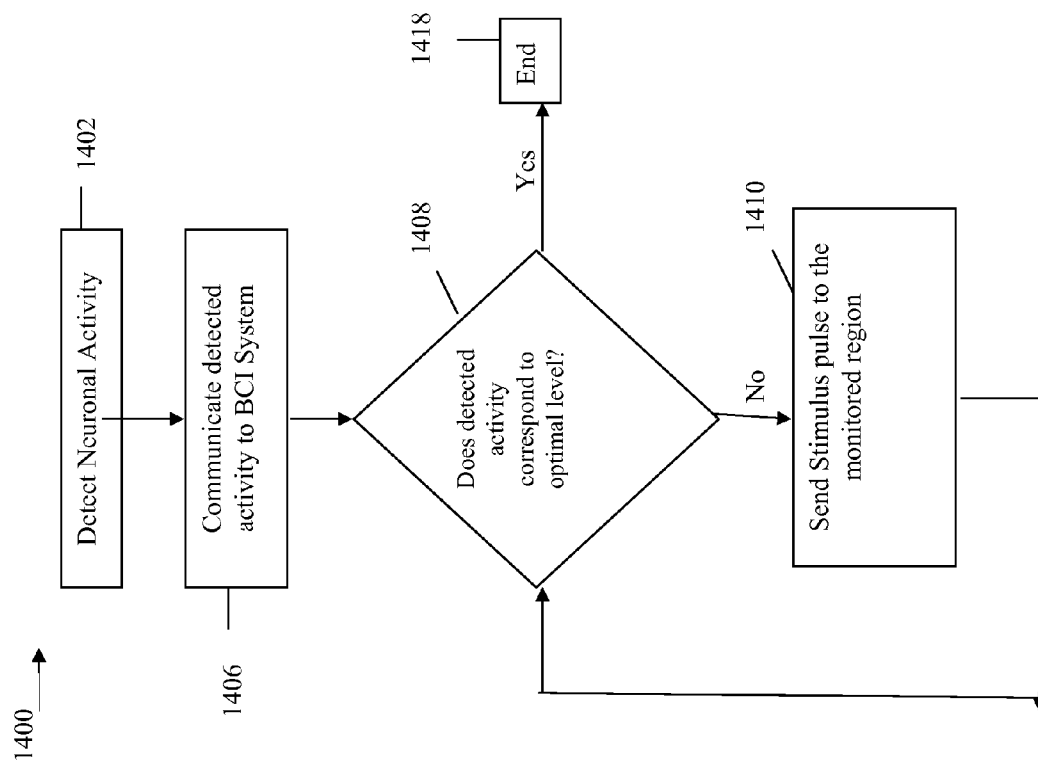 1400
1402
Detect Neuronal Activity
Communicate detected
activity to BCI System
1406
1408
Does detected
activity
correspond to
optimal level?
Yes
1418
End
No
1410
Send Stimulus pulse to the
monitored region